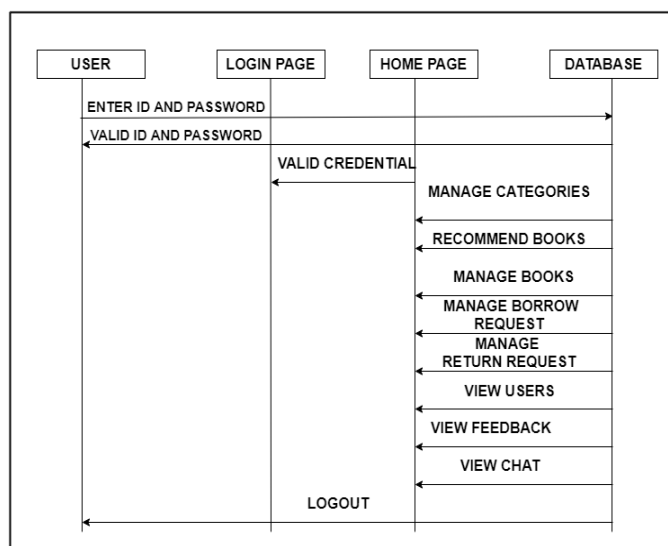 USER
LOGIN PAGE
HOME PAGE
DATABASE
ENTER ID AND PASSWORD
VALID ID AND PASSWORD
VALID CREDENTIAL
MANAGE CATEGORIES
RECOMMEND BOOKS
MANAGE BOOKS
MANAGE BORROW
REQUEST
MANAGE
RETURN REQUEST
VIEW USERS
VIEW FEEDBACK
VIEW CHAT
LOGOUT